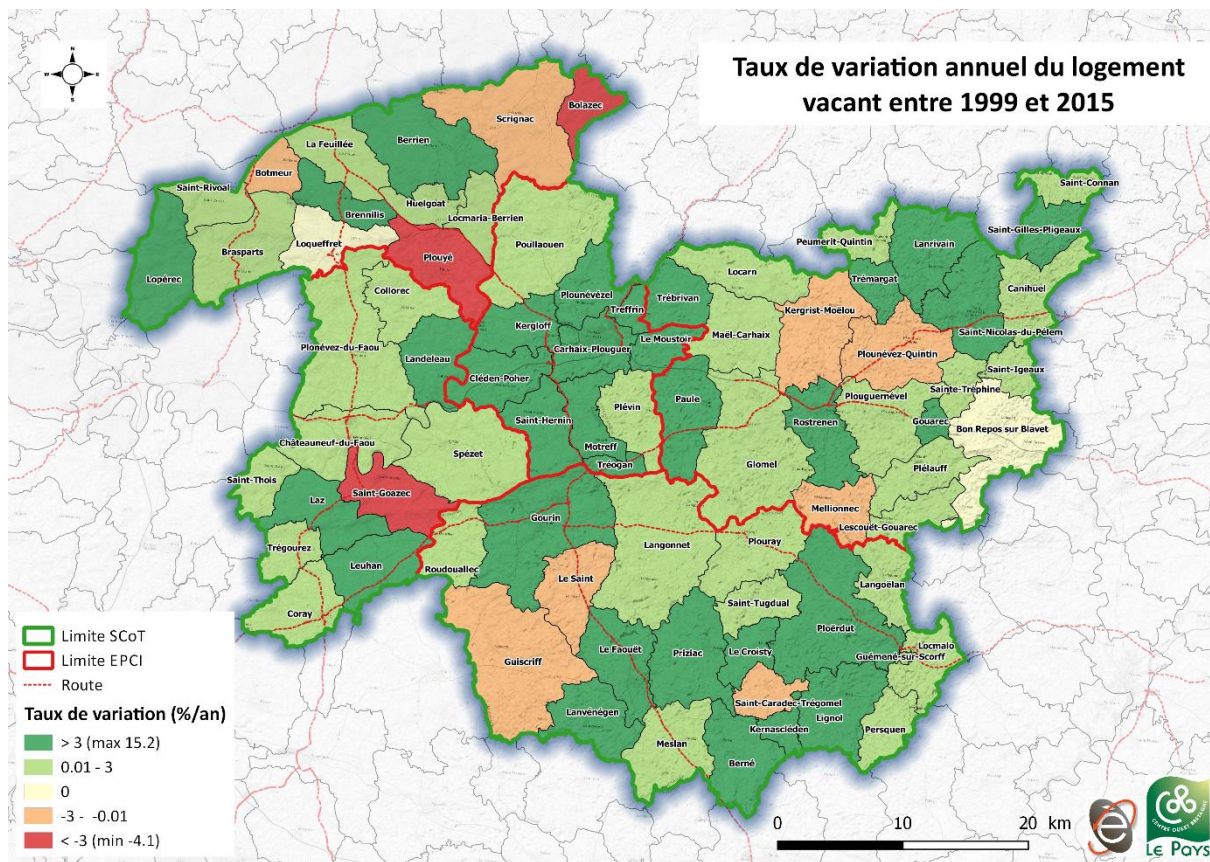 Taux de variation annuel du logement
vacant entre 1999 et 2015
N
W
E
S
Bolazec
Scrignac
Berrien
La Feuillée
Botmeur
Saint-Rivoal
Huelgoat
Brennilis
Locmaria-Berrien
Loqueffret
Brasparts
Plouyé
Poullaouen
Lopérec
Collorec
Plonévez-du-Faou
Landeleau
Plounévézel
Treffrin
Trébrivan
Kergloff
Carhaix-Plouguer
Le Moustoir
Cléden-Poher
Saint-Hernin
Plévin
Motreff
Tréogan
Paule
Locarn
Maël-Carhaix
Kergrist-Moëlou
Peumerit-Quintin
Trémargat
Lanrivain
Saint-Connan
Saint-Gilles-Pligeaux
Canihuel
Saint-Nicolas-du-Pélem
Plounévez-Quintin
Saint-Igeaux
Sainte-Tréphine
Plouguernével
Gouarec
Bon Repos sur Blavet
Rostrenen
Glomel
Plélauff
Mellionnec
Lescouët-Gouarec
Châteauneuf-du-Faou
Spézet
Saint-Thois
Saint-Goazec
Laz
Trégourez
Leuhan
Coray
Roudouallec
Gourin
Langonnet
Plouray
Le Saint
Langoëlan
Saint-Tugdual
Ploërdut
Guiscriff
Le Faouët
Priziac
Le Croisty
Locmalo
Guémené-sur-Scorff
Saint-Caradec-Trégomel
Lanvénégen
Lignol
Kernascléden
Persquen
Meslan
Berné
Limite SCoT
Limite EPCI
Route
Taux de variation (%/an)
> 3 (max 15.2)
0.01 - 3
0
-3 - -0.01
< -3 (min -4.1)
0 10 20 km
e
CENTRE OUEST BRETAGNE
LE PAYS